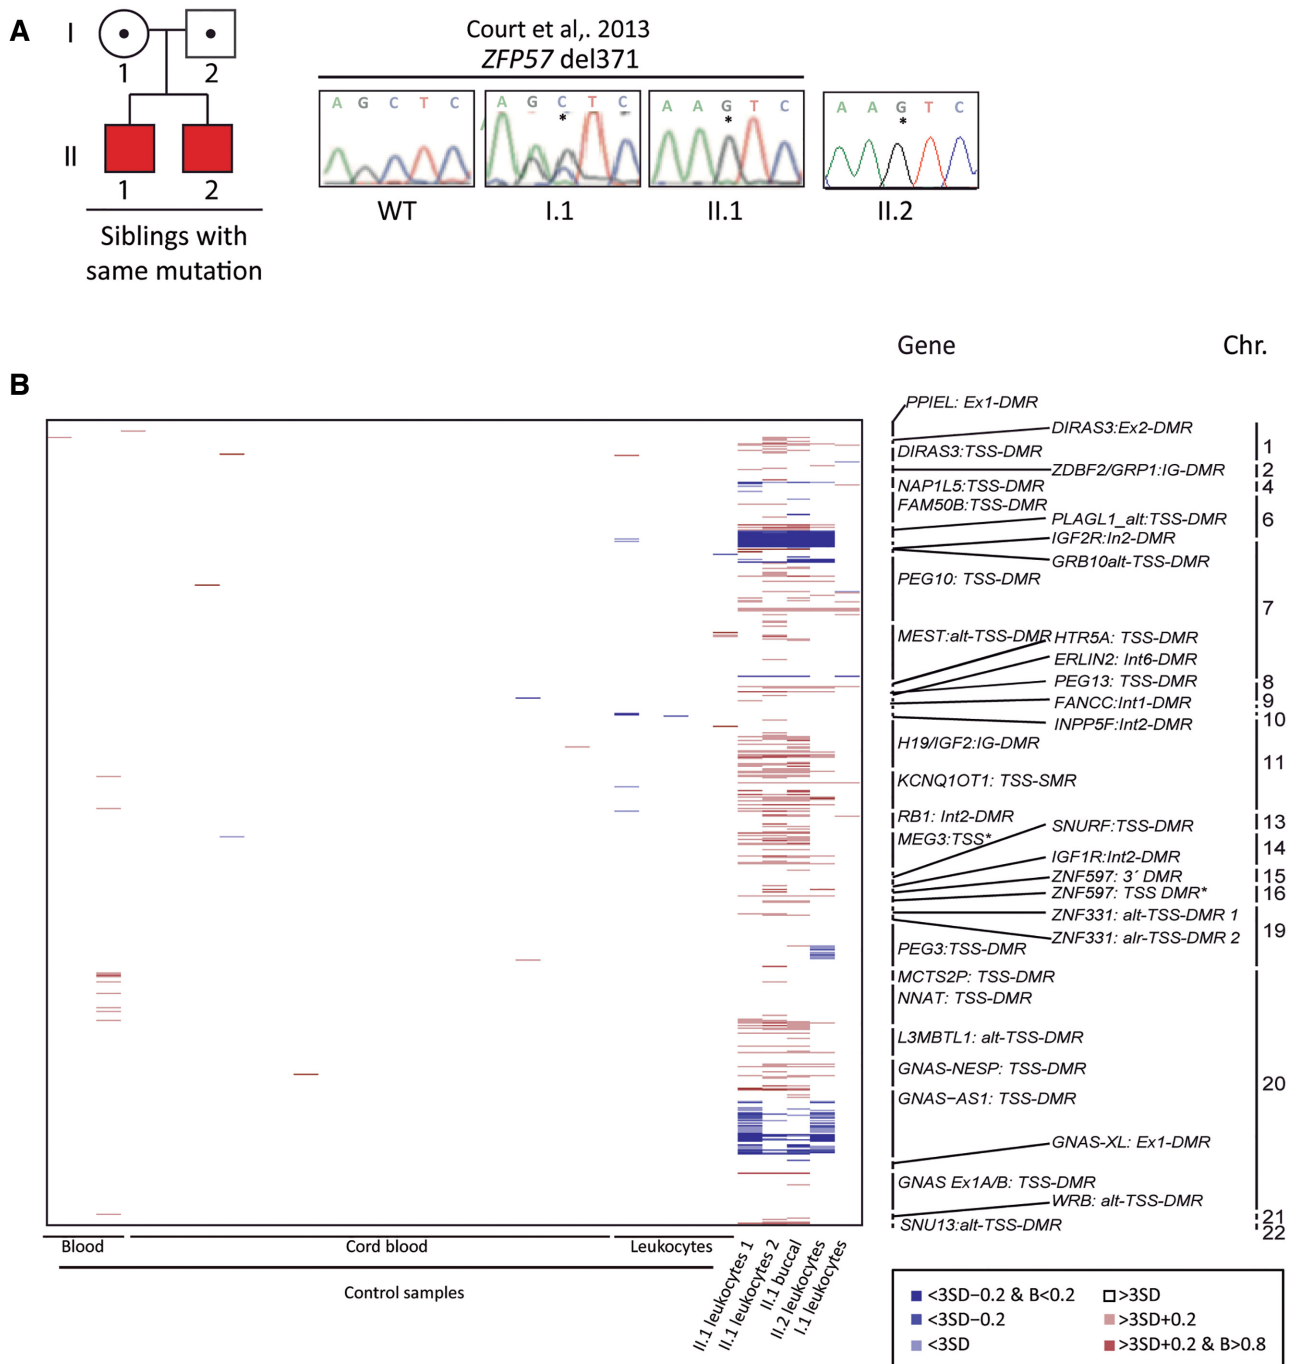 A
I
1
2
II
1
2
Siblings with
same mutation
Court et al,. 2013
ZFP57 del371
A G C T C
A G C T C
*
A A G T C
*
A A G T C
*
WT
I.1
II.1
II.2
B
Gene
Chr.
PPIEL: Ex1-DMR
DIRAS3:Ex2-DMR
DIRAS3:TSS-DMR
ZDBF2/GRP1:IG-DMR
NAP1L5:TSS-DMR
FAM50B:TSS-DMR
PLAGL1_alt:TSS-DMR
IGF2R:In2-DMR
GRB10alt-TSS-DMR
PEG10: TSS-DMR
MEST:alt-TSS-DMR
HTR5A: TSS-DMR
ERLIN2: Int6-DMR
PEG13: TSS-DMR
FANCC:Int1-DMR
INPP5F:Int2-DMR
H19/IGF2:IG-DMR
KCNQ1OT1: TSS-SMR
RB1: Int2-DMR
SNURF:TSS-DMR
MEG3:TSS*
IGF1R:Int2-DMR
ZNF597: 3´ DMR
ZNF597: TSS DMR*
ZNF331: alt-TSS-DMR 1
ZNF331: alr-TSS-DMR 2
PEG3:TSS-DMR
MCTS2P: TSS-DMR
NNAT: TSS-DMR
L3MBTL1: alt-TSS-DMR
GNAS-NESP: TSS-DMR
GNAS−AS1: TSS-DMR
GNAS-XL: Ex1-DMR
GNAS Ex1A/B: TSS-DMR
WRB: alt-TSS-DMR
SNU13:alt-TSS-DMR
1
2
4
6
7
8
9
10
11
13
14
15
16
19
20
21
22
Blood
Cord blood
Leukocytes
Control samples
II.1 leukocytes 1
II.1 leukocytes 2
II.1 buccal
II.2 leukocytes
I.1 leukocytes
<3SD−0.2 & B<0.2
<3SD−0.2
<3SD
>3SD
>3SD+0.2
>3SD+0.2 & B>0.8